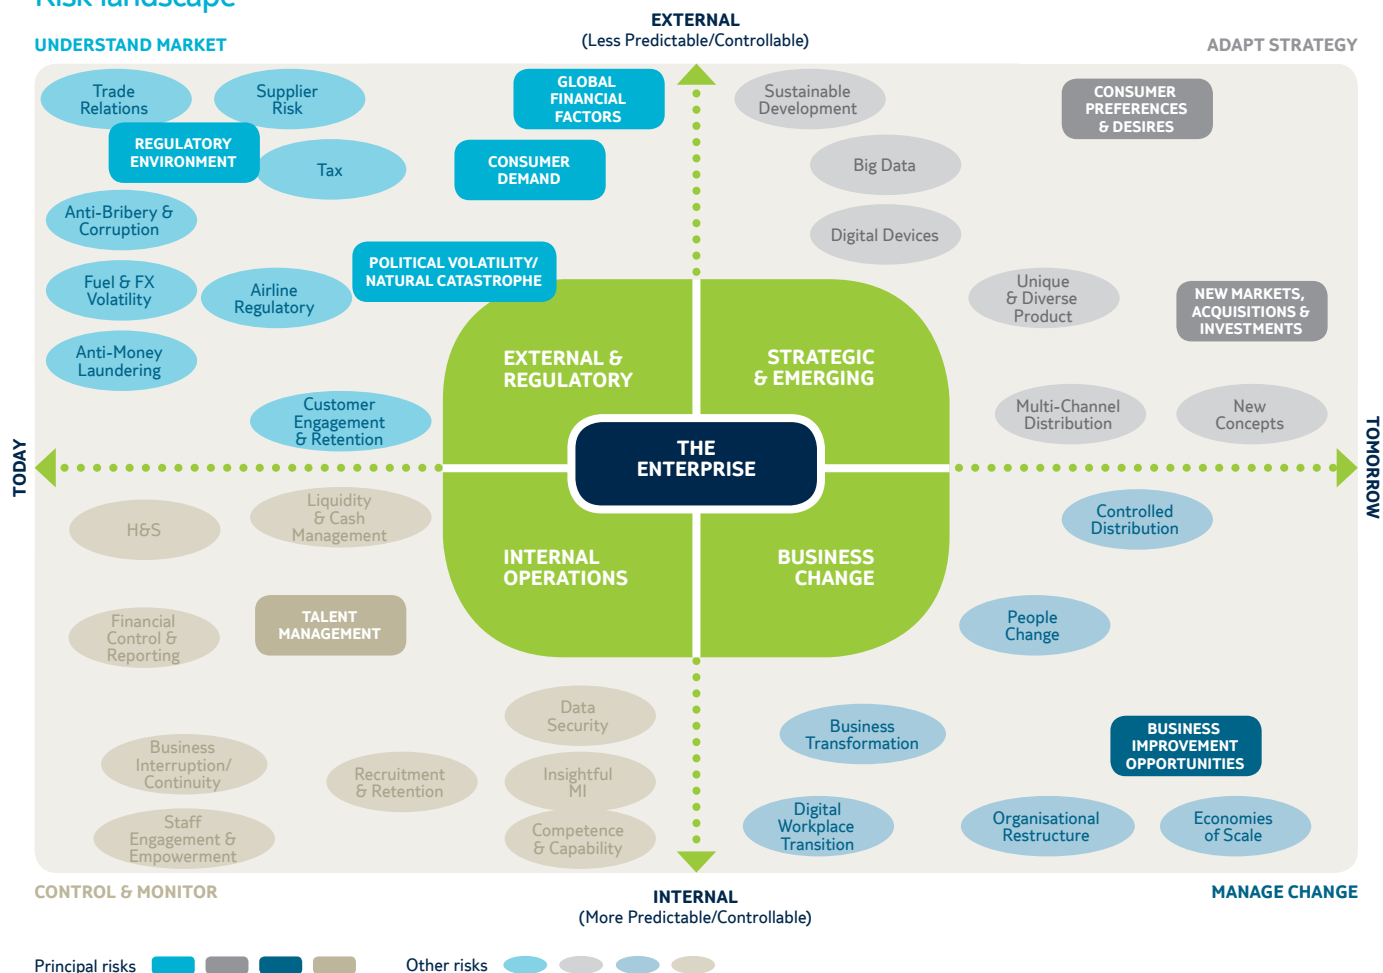 Risk landscape
EXTERNAL
(Less Predictable/Controllable)
UNDERSTAND MARKET
ADAPT STRATEGY
Trade
Relations
Supplier
Risk
GLOBAL
FINANCIAL
FACTORS
REGULATORY
ENVIRONMENT
Tax
CONSUMER
DEMAND
Anti-Bribery &
Corruption
Fuel & FX
Volatility
Airline
Regulatory
POLITICAL VOLATILITY/
NATURAL CATASTROPHE
Anti-Money
Laundering
Customer
Engagement
& Retention
Sustainable
Development
CONSUMER
PREFERENCES
& DESIRES
Big Data
Digital Devices
Unique
& Diverse
Product
NEW MARKETS,
ACQUISITIONS &
INVESTMENTS
Multi-Channel
Distribution
New
Concepts
EXTERNAL &
REGULATORY
STRATEGIC
& EMERGING
THE
ENTERPRISE
INTERNAL
OPERATIONS
BUSINESS
CHANGE
TODAY
TOMORROW
H&S
Liquidity
& Cash
Management
Financial
Control &
Reporting
TALENT
MANAGEMENT
Data
Security
Business
Interruption/
Continuity
Recruitment
& Retention
Insightful
MI
Staff
Engagement &
Empowerment
Competence
& Capability
Controlled
Distribution
People
Change
Business
Transformation
BUSINESS
IMPROVEMENT
OPPORTUNITIES
Digital
Workplace
Transition
Organisational
Restructure
Economies
of Scale
CONTROL & MONITOR
INTERNAL
(More Predictable/Controllable)
MANAGE CHANGE
Principal risks
Other risks